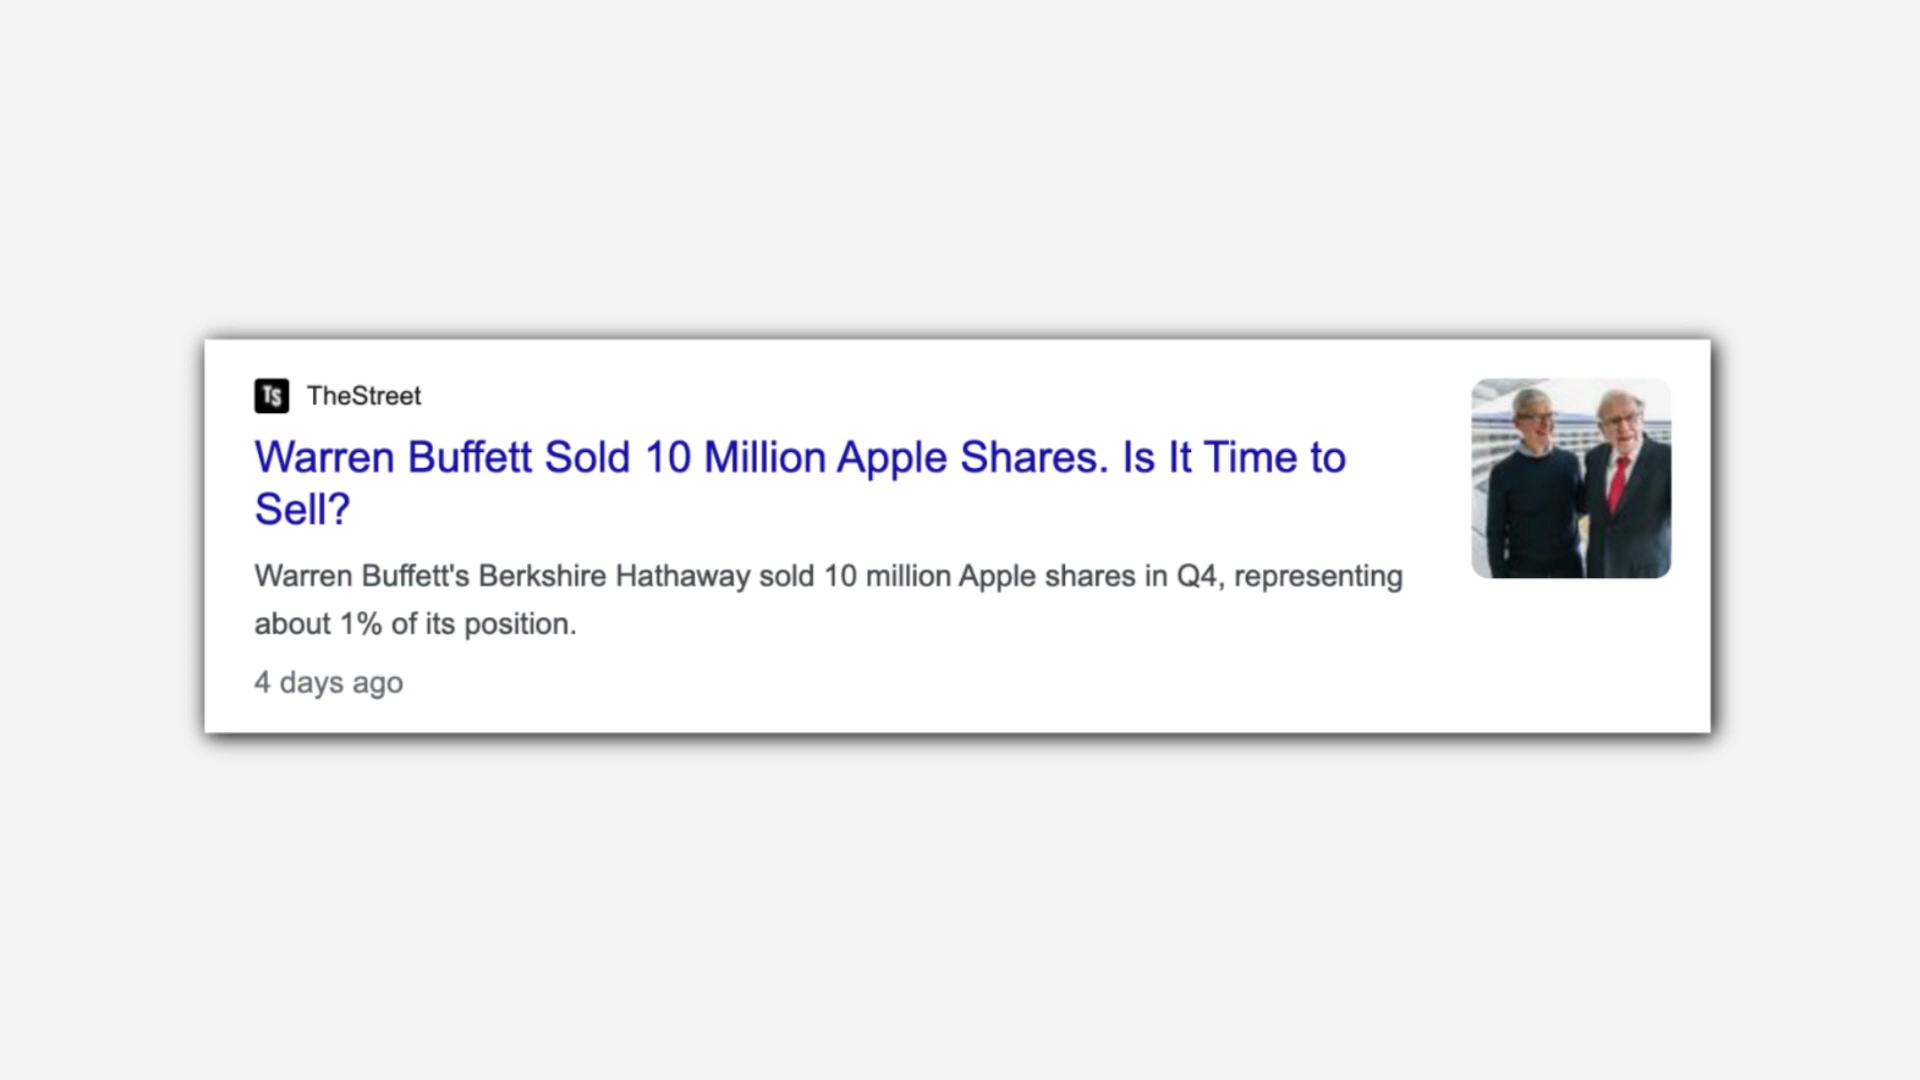 TS TheStreet
Warren Buffett Sold 10 Million Apple Shares. Is It Time to
Sell?
Warren Buffett's Berkshire Hathaway sold 10 million Apple shares in Q4, representing
about 1% of its position.
4 days ago